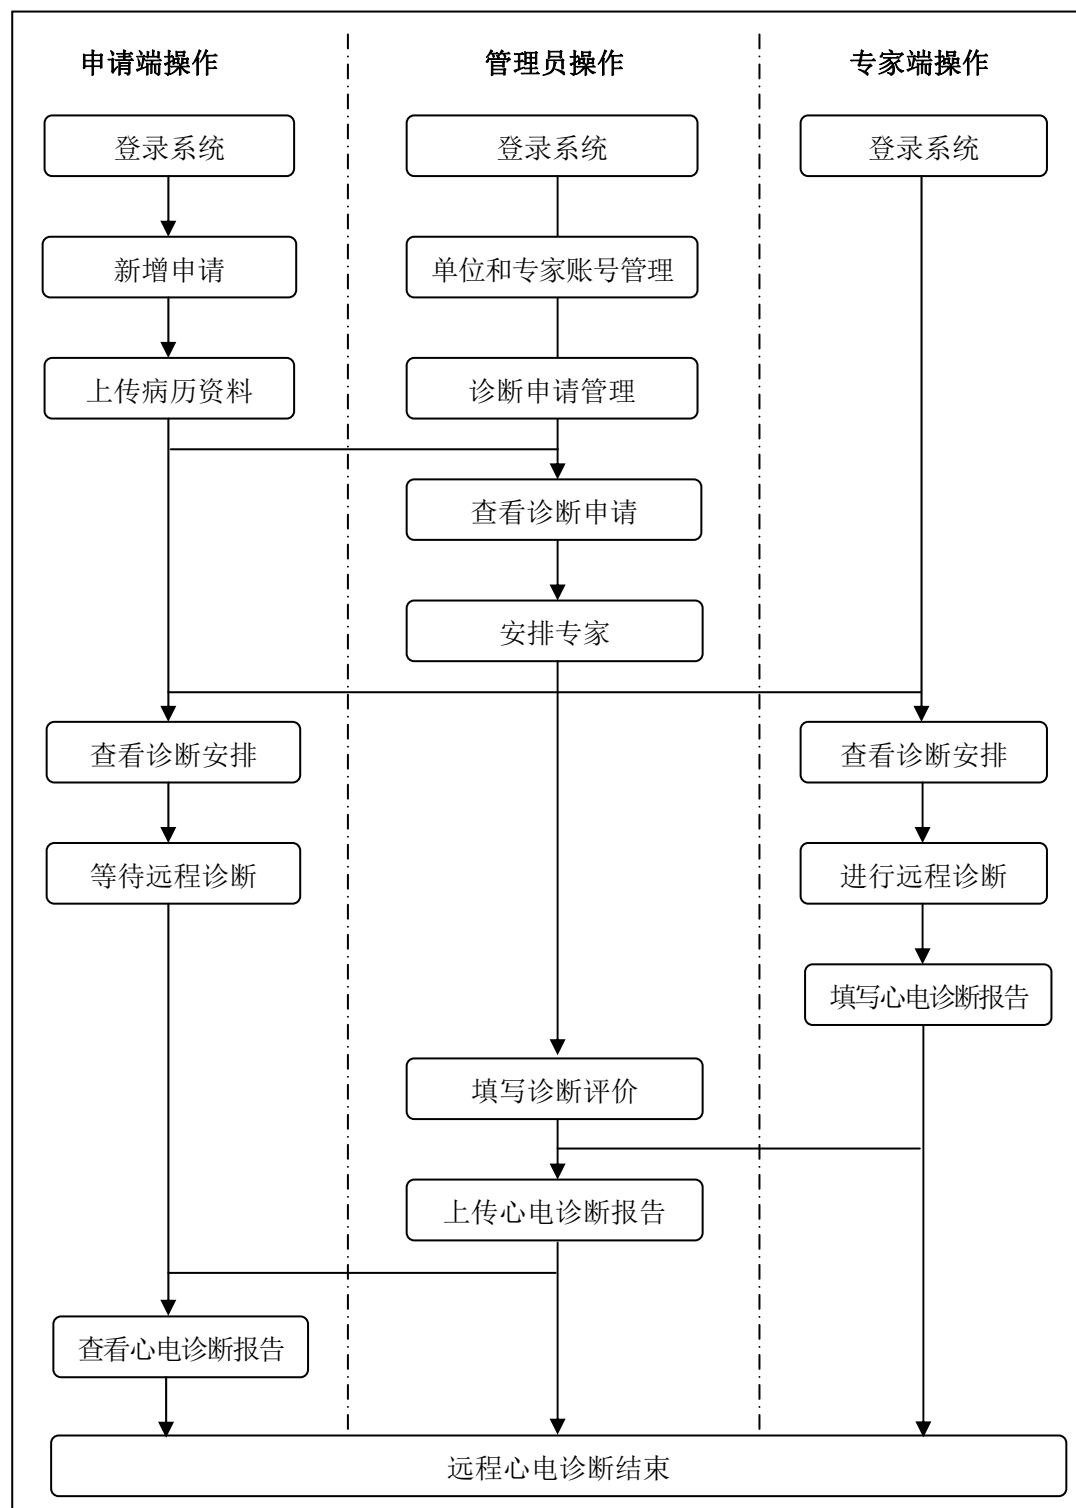 申请端操作
管理员操作
专家端操作
登录系统
登录系统
登录系统
新增申请
单位和专家账号管理
上传病历资料
诊断申请管理
查看诊断申请
安排专家
查看诊断安排
查看诊断安排
等待远程诊断
进行远程诊断
填写心电诊断报告
填写诊断评价
上传心电诊断报告
查看心电诊断报告
远程心电诊断结束